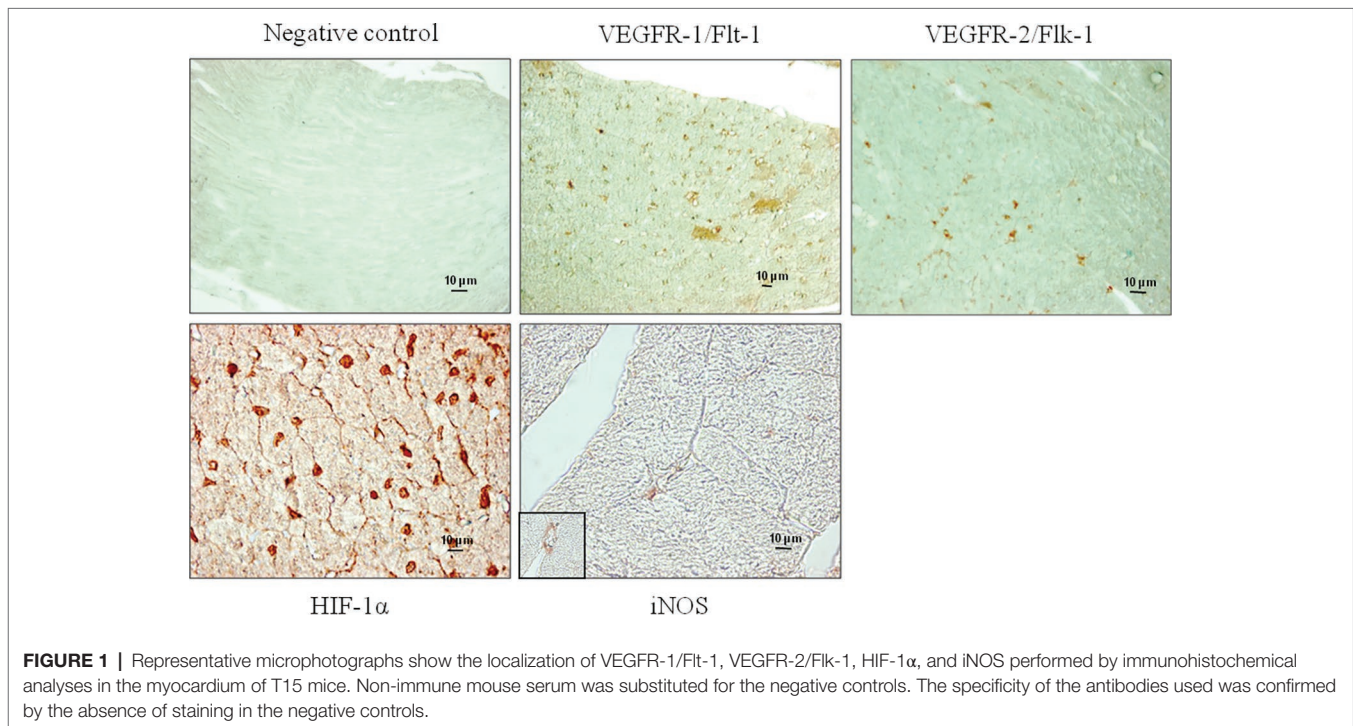 Negative control
VEGFR-1/Flt-1
VEGFR-2/Flk-1
10 µm
10 µm
10 µm
10 µm
10 µm
HIF-1α
iNOS
FIGURE 1 | Representative microphotographs show the localization of VEGFR-1/Flt-1, VEGFR-2/Flk-1, HIF-1α, and iNOS performed by immunohistochemical
analyses in the myocardium of T15 mice. Non-immune mouse serum was substituted for the negative controls. The specificity of the antibodies used was confirmed
by the absence of staining in the negative controls.